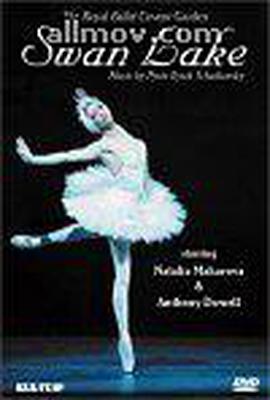 The Royal Ballet Covent Garden
allmov.com
Swan Lake
Music by Pyotr Ilyich Tchaikovsky
starring
Natalia Makarova
&
Anthony Dowell
KULTUR
DVD